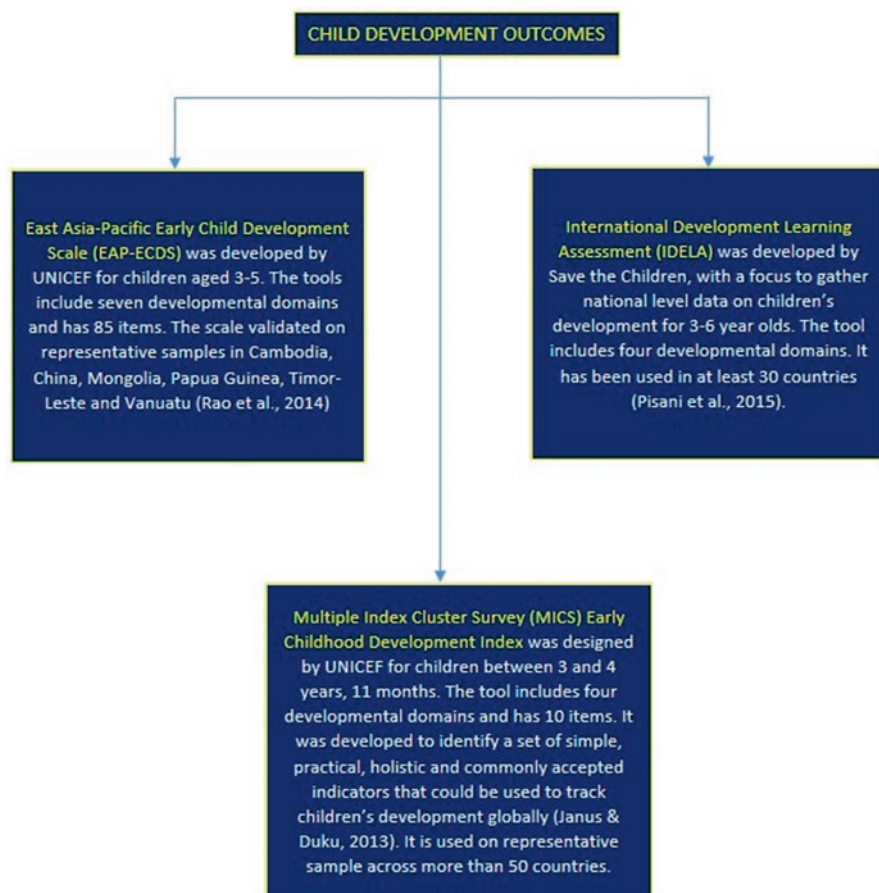 CHILD DEVELOPMENT OUTCOMES
East Asia-Pacific Early Child Development
Scale (EAP-ECDS) was developed by
UNICEF for children aged 3-5. The tools
include seven developmental domains
and has 85 items. The scale validated on
representative samples in Cambodia,
China, Mongolia, Papua Guinea, Timor-
Leste and Vanuatu (Rao et al., 2014)
International Development Learning
Assessment (IDELA) was developed by
Save the Children, with a focus to gather
national level data on children's
development for 3-6 year olds. The tool
includes four developmental domains. It
has been used in at least 30 countries
(Pisani et al., 2015).
Multiple Index Cluster Survey (MICS) Early
Childhood Development Index was designed
by UNICEF for children between 3 and 4
years, 11 months. The tool includes four
developmental domains and has 10 items. It
was developed to identify a set of simple,
practical, holistic and commonly accepted
indicators that could be used to track
children's development globally (Janus &
Duku, 2013). It is used on representative
sample across more than 50 countries.